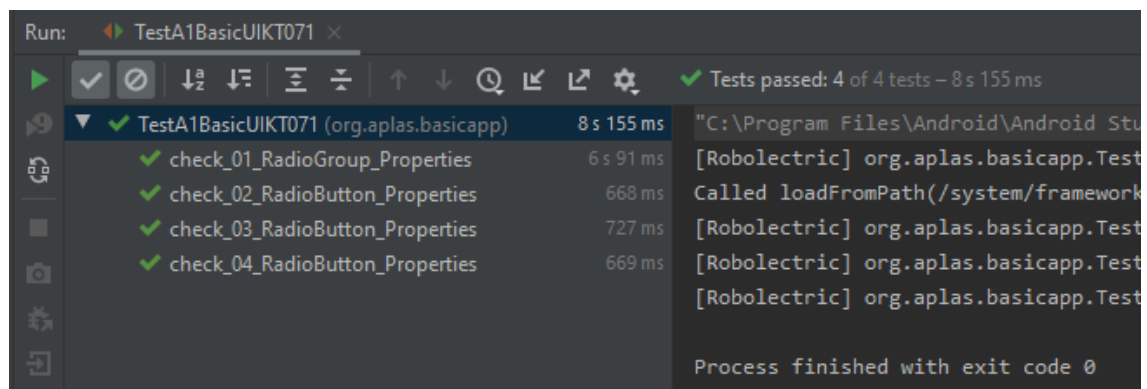 Run: TestA1BasicUIKT071
Tests passed: 4 of 4 tests – 8 s 155 ms
TestA1BasicUIKT071 (org.aplas.basicapp) 8 s 155 ms
check_01_RadioGroup_Properties 6 s 91 ms
check_02_RadioButton_Properties 668 ms
check_03_RadioButton_Properties 727 ms
check_04_RadioButton_Properties 669 ms
"C:\Program Files\Android\Android Stu
[Robolectric] org.aplas.basicapp.Test
Called loadFromPath(/system/framework
[Robolectric] org.aplas.basicapp.Test
[Robolectric] org.aplas.basicapp.Test
[Robolectric] org.aplas.basicapp.Test
Process finished with exit code 0